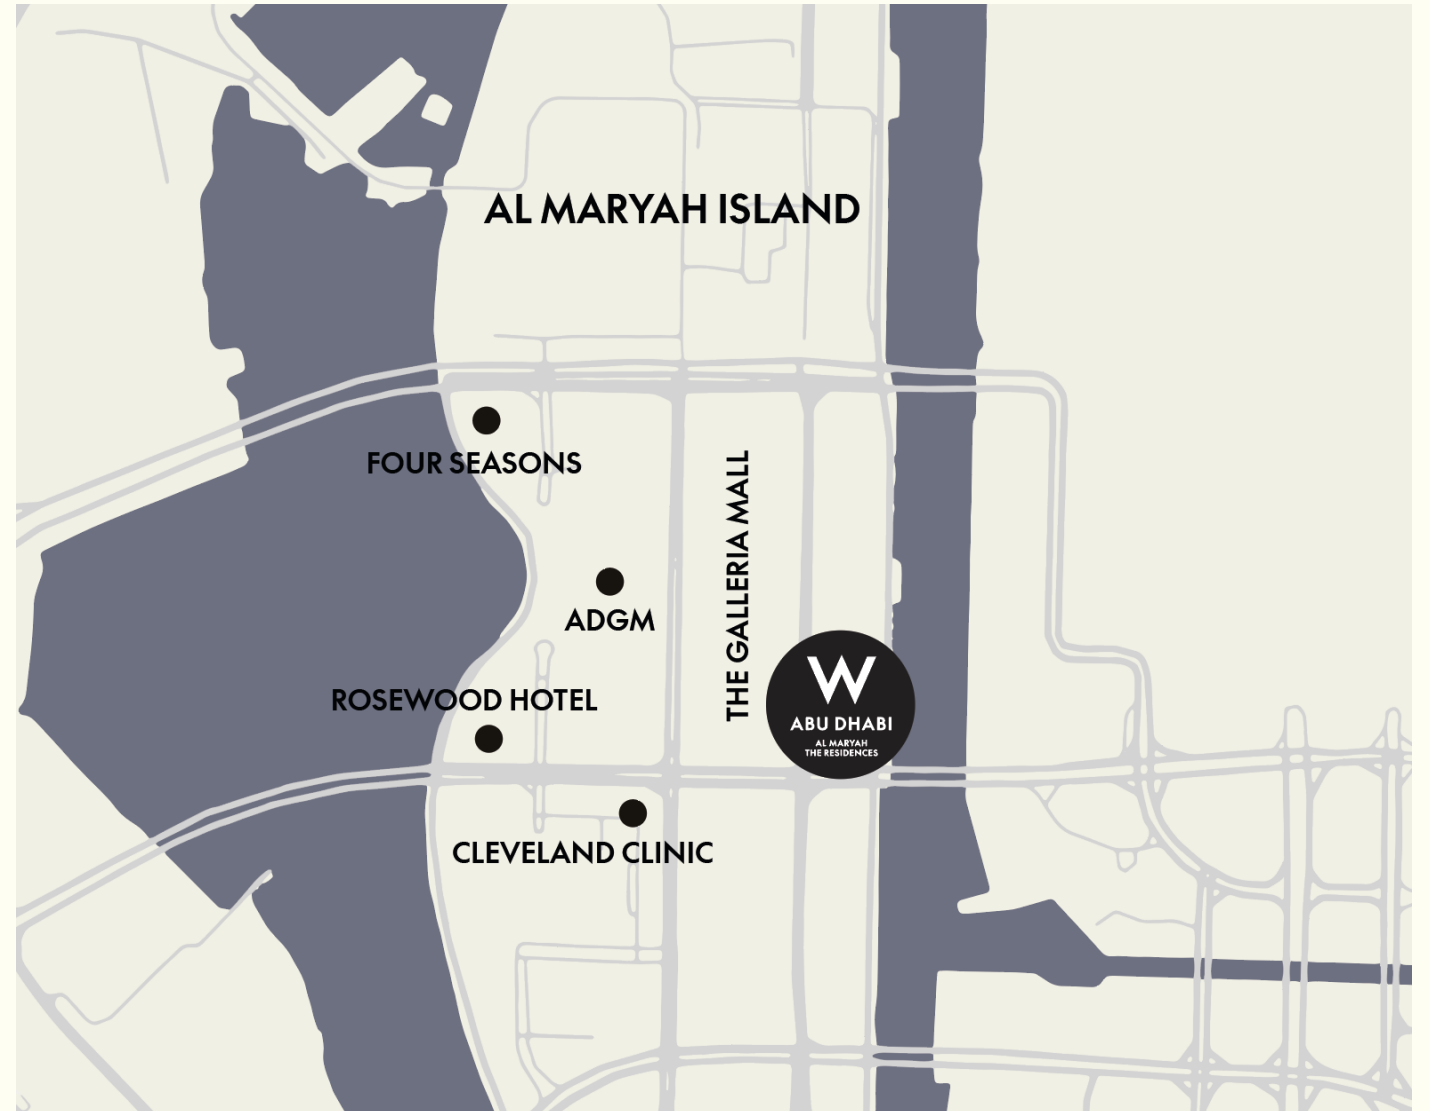 AL MARYAH ISLAND
FOUR SEASONS
THE GALLERIA MALL
ADGM
ROSEWOOD HOTEL
W
ABU DHABI
AL MARYAH
THE RESIDENCES
CLEVELAND CLINIC